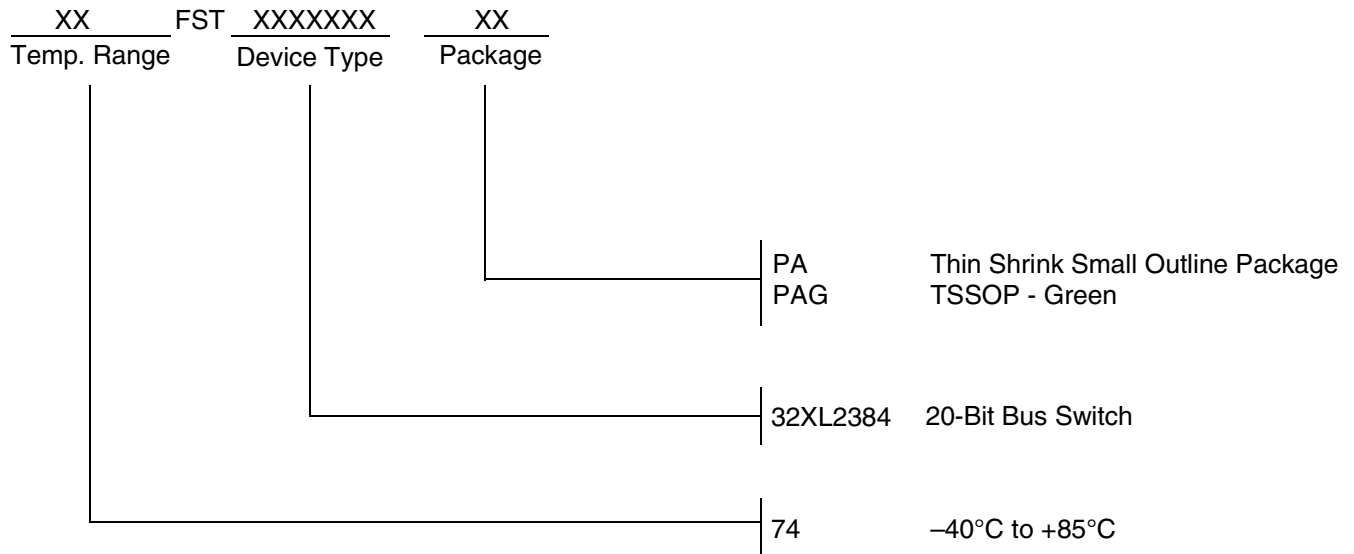 XX FST XXXXXXX XX
Temp. Range Device Type Package
PA Thin Shrink Small Outline Package
PAG TSSOP - Green
32XL2384 20-Bit Bus Switch
74 –40°C to +85°C